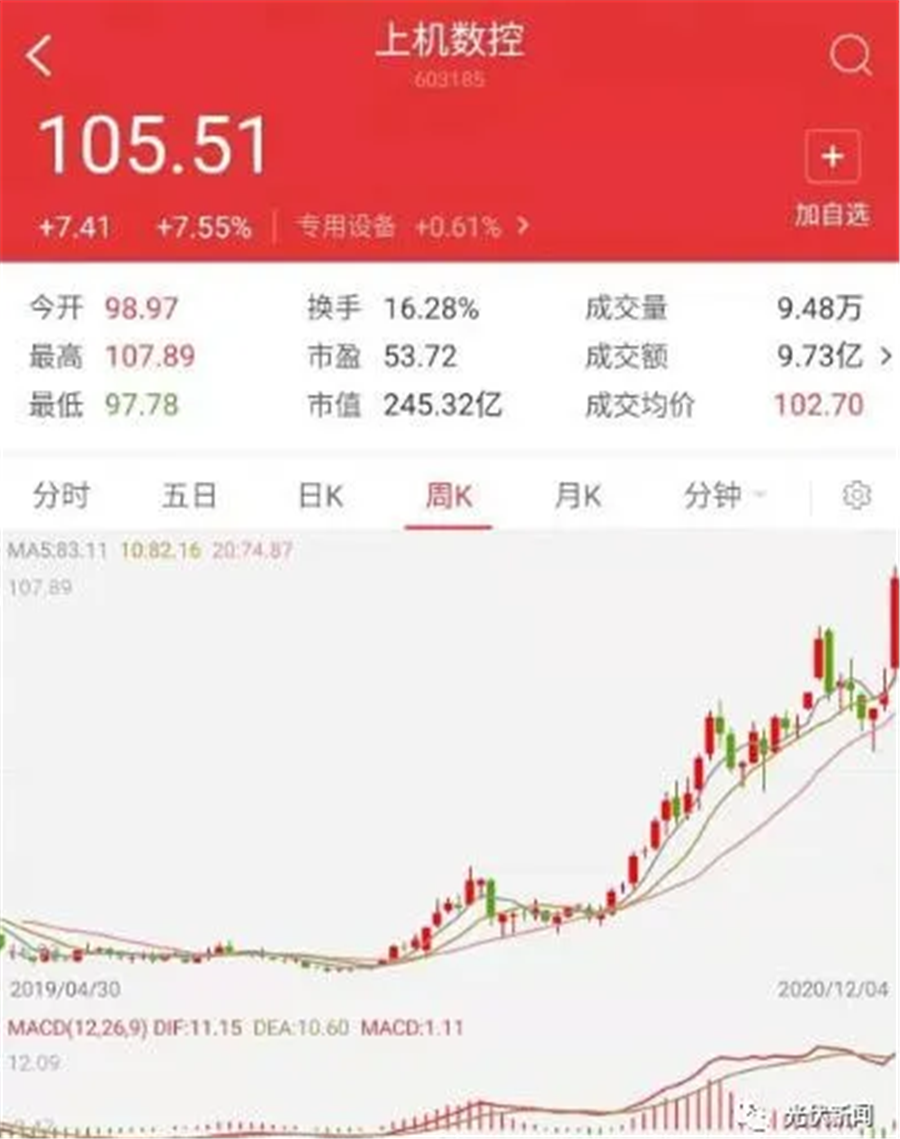 上机数控
603185
105.51
+7.41 +7.55% 专用设备 +0.61%
加自选
今开 98.97 换手 16.28% 成交量 9.48万
最高 107.89 市盈 53.72 成交额 9.73亿
最低 97.78 市值 245.32亿 成交均价 102.70
分时 五日 日K 周K 月K 分钟
MA5:83.11 10:82.16 20:74.87
107.89
2019/04/30 2020/12/04
MACD(12,26,9) DIF:11.15 DEA:10.60 MACD:1.11
12.09
光伏新闻